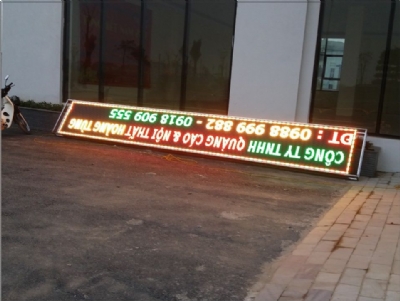 CÔNG TY TNHH QUẢNG CÁO & NỘI THẤT HOÀNG TÙNG
ĐT : 0988 999 882 - 0918 909 555